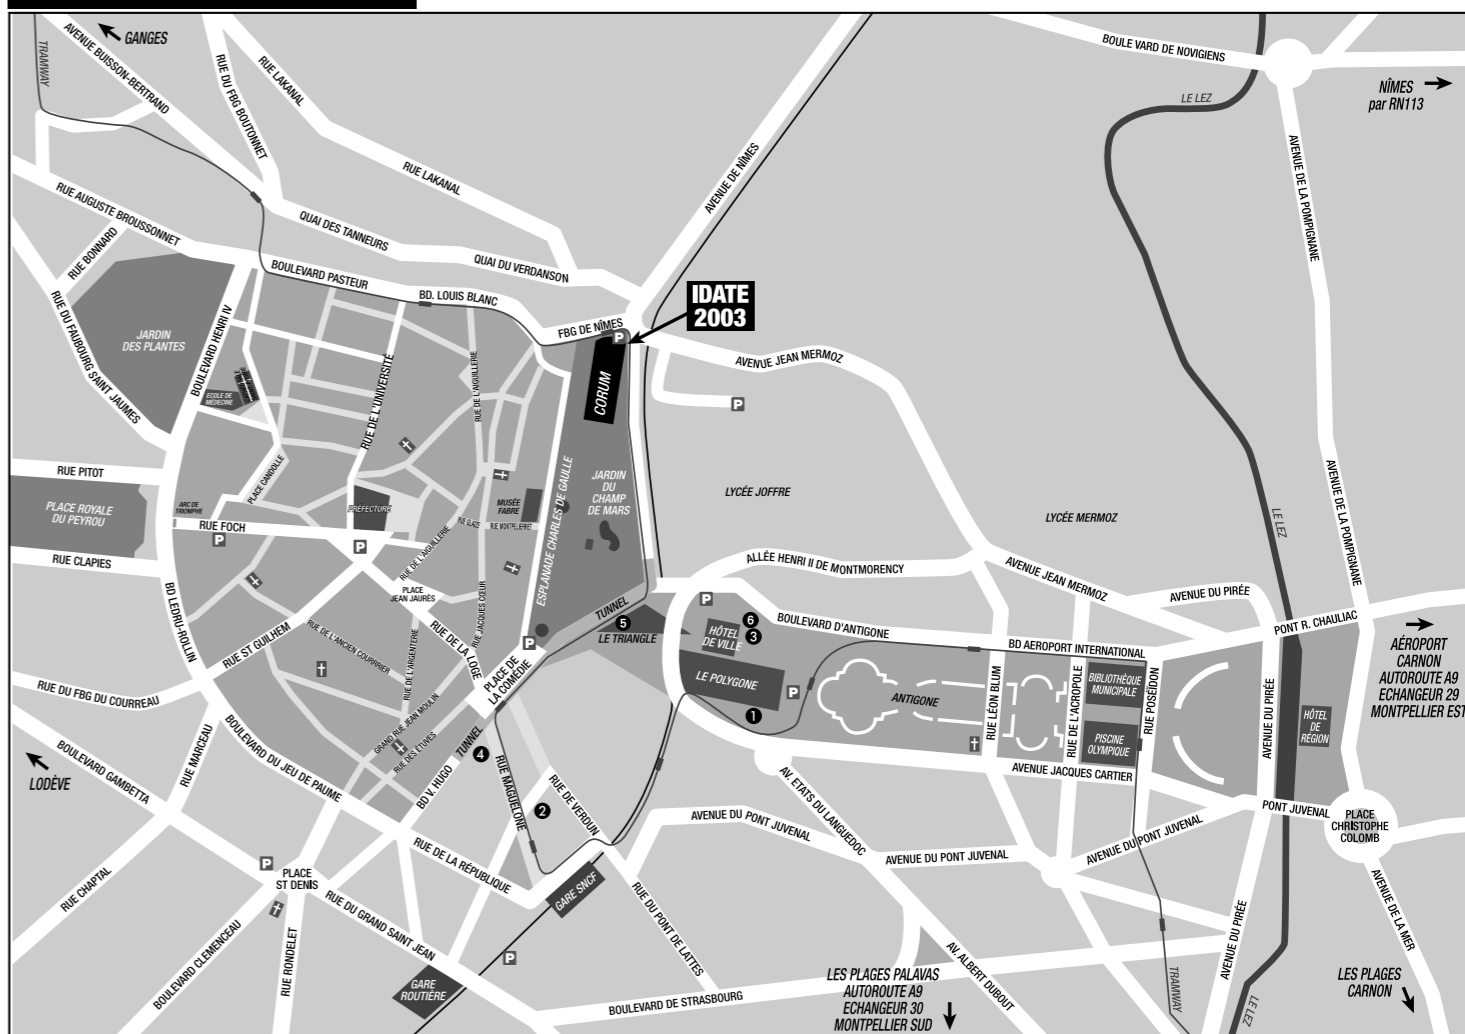 GANGES
TRAMWAY
AVENUE BUISSON-BERTRAND
RUE DU FBG BOUTONNET
RUE LAKANAL
RUE LAKANAL
BOULE VARD DE NOVIGIENS
LE LEZ
NÎMES
par RN113
AVENUE DE NÎMES
AVENUE DE LA POMPIGNANE
RUE AUGUSTE BROUSSONNET
RUE BONNARD
QUAI DES TANNEURS
QUAI DU VERDANSON
BOULEVARD PASTEUR
BD. LOUIS BLANC
IDATE
2003
FBG DE NÎMES
P
RUE DU FAUBOURG SAINT JAUMES
JARDIN
DES PLANTES
BOULEVARD HENRI IV
ECOLE DE
MÉDECINE
RUE DE L'UNIVERSITÉ
RUE DE L'AIGUILLERIE
CORUM
AVENUE JEAN MERMOZ
P
RUE PITOT
PLACE CANDOLLE
PLACE ROYALE
DU PEYROU
ARC DE
TRIOMPHE
PRÉFECTURE
MUSÉE
FABRE
ESPLANADE CHARLES DE GAULLE
JARDIN
DU
CHAMP
DE MARS
LYCÉE JOFFRE
LYCÉE MERMOZ
LE LEZ
AVENUE DE LA POMPIGNANE
RUE FOCH
P
P
RUE MONTPELLIERET
RUE DE L'AIGUILLERIE
RUE CLAPIES
BD LEDRU-ROLLIN
PLACE
JEAN JAURÈS
RUE JACQUES CŒUR
ALLÉE HENRI II DE MONTMORENCY
AVENUE JEAN MERMOZ
AVENUE DU PIRÉE
PONT R. CHAULIAC
TUNNEL
5
LE TRIANGLE
P
HÔTEL
DE VILLE
6
3
BOULEVARD D'ANTIGONE
BD AEROPORT INTERNATIONAL
RUE ST GUILHEM
RUE DE L'ANCIEN COURRIER
RUE DE L'ARGENTERIE
RUE DE LA LOGE
P
PLACE DE
LA COMÉDIE
LE POLYGONE
P
1
ANTIGONE
RUE LÉON BLUM
RUE DE L'ACROPOLE
BIBLIOTHÈQUE
MUNICIPALE
PISCINE
OLYMPIQUE
RUE POSEÏDON
AVENUE DU PIRÉE
HÔTEL
DE
RÉGION
AÉROPORT
CARNON
AUTOROUTE A9
ECHANGEUR 29
MONTPELLIER EST
RUE DU FBG DU COURREAU
RUE MARCEAU
GRAND RUE JEAN MOULIN
RUE DES ÉTUVES
TUNNEL
BD V. HUGO
4
RUE MAGUELONE
2
RUE DE VERDUN
AVENUE JACQUES CARTIER
LODÈVE
BOULEVARD GAMBETTA
BOULEVARD DU JEU DE PAUME
AV. ETATS DU LANGUEDOC
AVENUE DU PONT JUVENAL
AVENUE DU PONT JUVENAL
AVENUE DU PONT JUVENAL
PONT JUVENAL
PLACE
CHRISTOPHE
COLOMB
RUE CHAPTAL
P
PLACE
ST DENIS
RUE DE LA RÉPUBLIQUE
GARE SNCF
RUE DU PONT DE LATTES
RUE DU GRAND SAINT JEAN
BOULEVARD CLEMENCEAU
RUE RONDELET
P
GARE
ROUTIÈRE
BOULEVARD DE STRASBOURG
LES PLAGES PALAVAS
AUTOROUTE A9
ECHANGEUR 30
MONTPELLIER SUD
AV. ALBERT DUBOUT
TRAMWAY
AVENUE DU PIRÉE
LE LEZ
AVENUE DE LA MER
LES PLAGES
CARNON